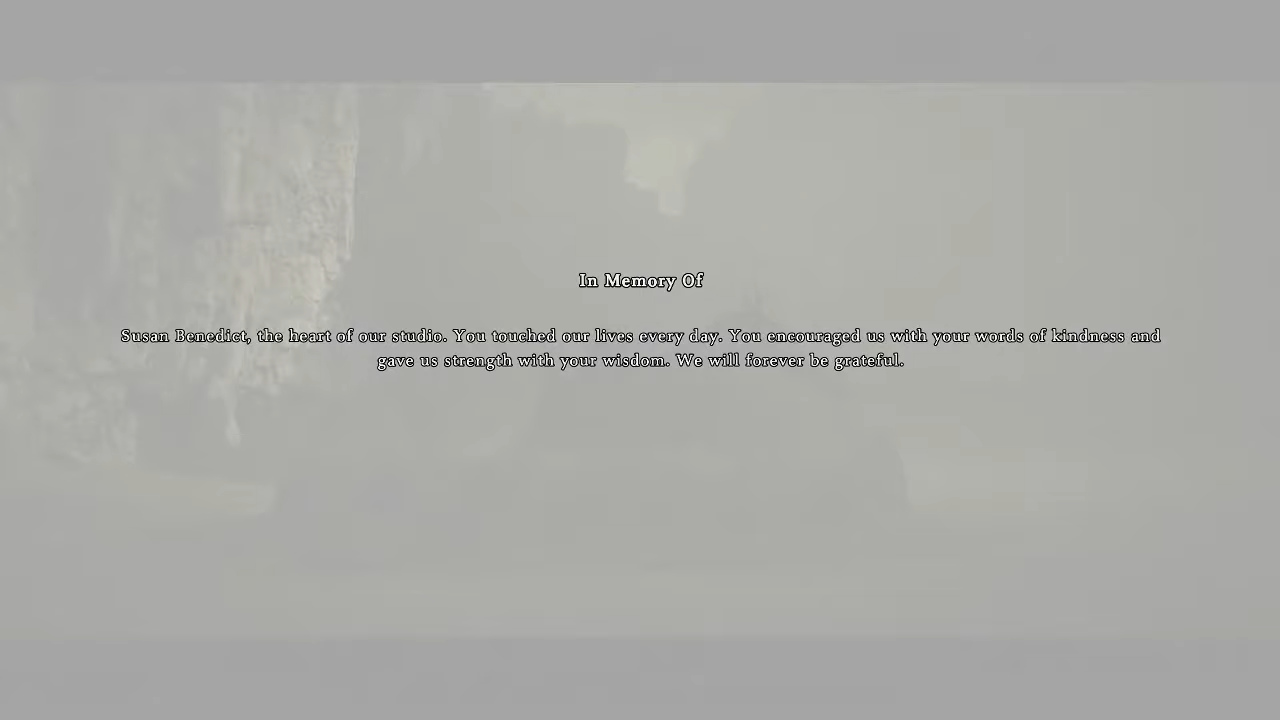 In Memory Of
Susan Benedict, the heart of our studio. You touched our lives every day. You encouraged us with your words of kindness and
gave us strength with your wisdom. We will forever be grateful.